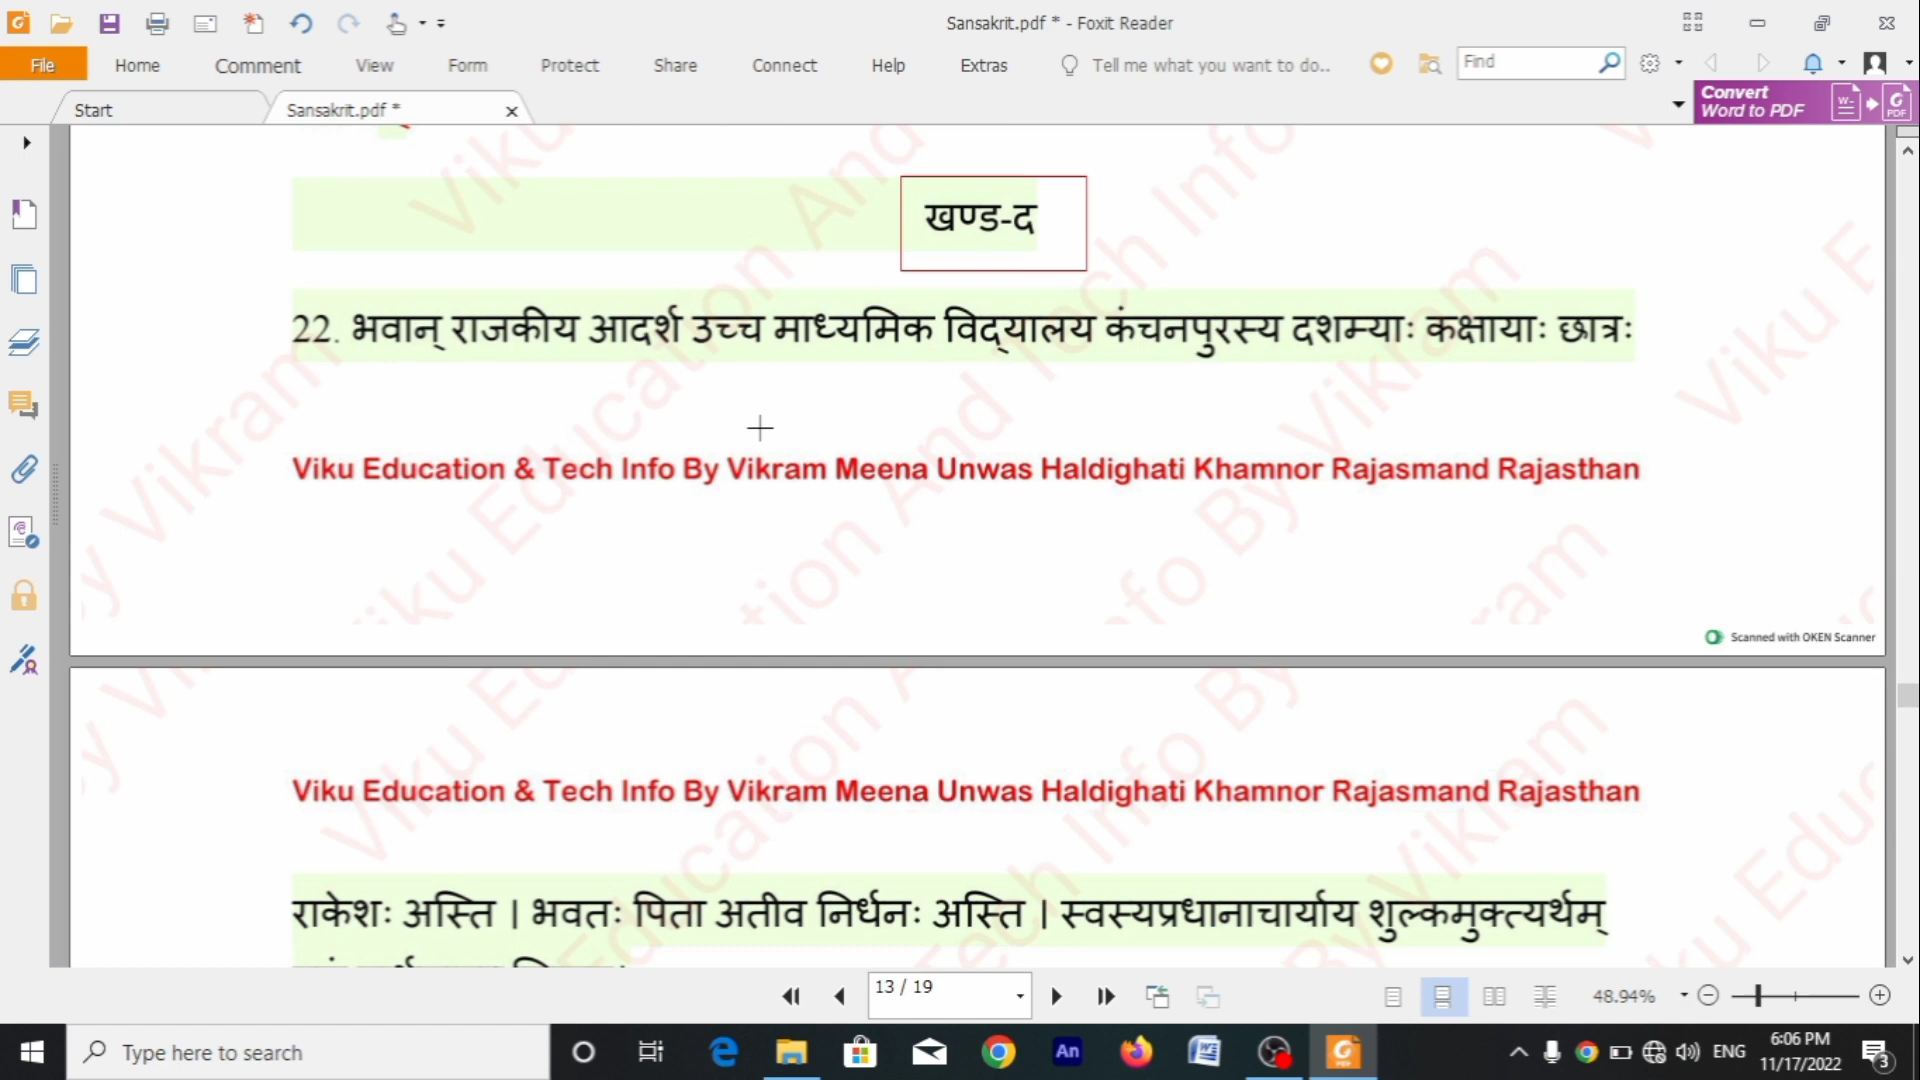 Sansakrit.pdf * - Foxit Reader
File Home Comment View Form Protect Share Connect Help Extras Tell me what you want to do.. Find
Start Sansakrit.pdf * Convert Word to PDF
खण्ड-द
22. भवान् राजकीय आदर्श उच्च माध्यमिक विद्यालय कंचनपुरस्य दशम्याः कक्षायाः छात्रः
Viku Education & Tech Info By Vikram Meena Unwas Haldighati Khamnor Rajasmand Rajasthan
Scanned with OKEN Scanner
Viku Education & Tech Info By Vikram Meena Unwas Haldighati Khamnor Rajasmand Rajasthan
राकेशः अस्ति । भवतः पिता अतीव निर्धनः अस्ति । स्वस्यप्रधानाचार्याय शुल्कमुक्त्यर्थम्
13 / 19 48.94%
Type here to search An ENG 6:06 PM
11/17/2022 3